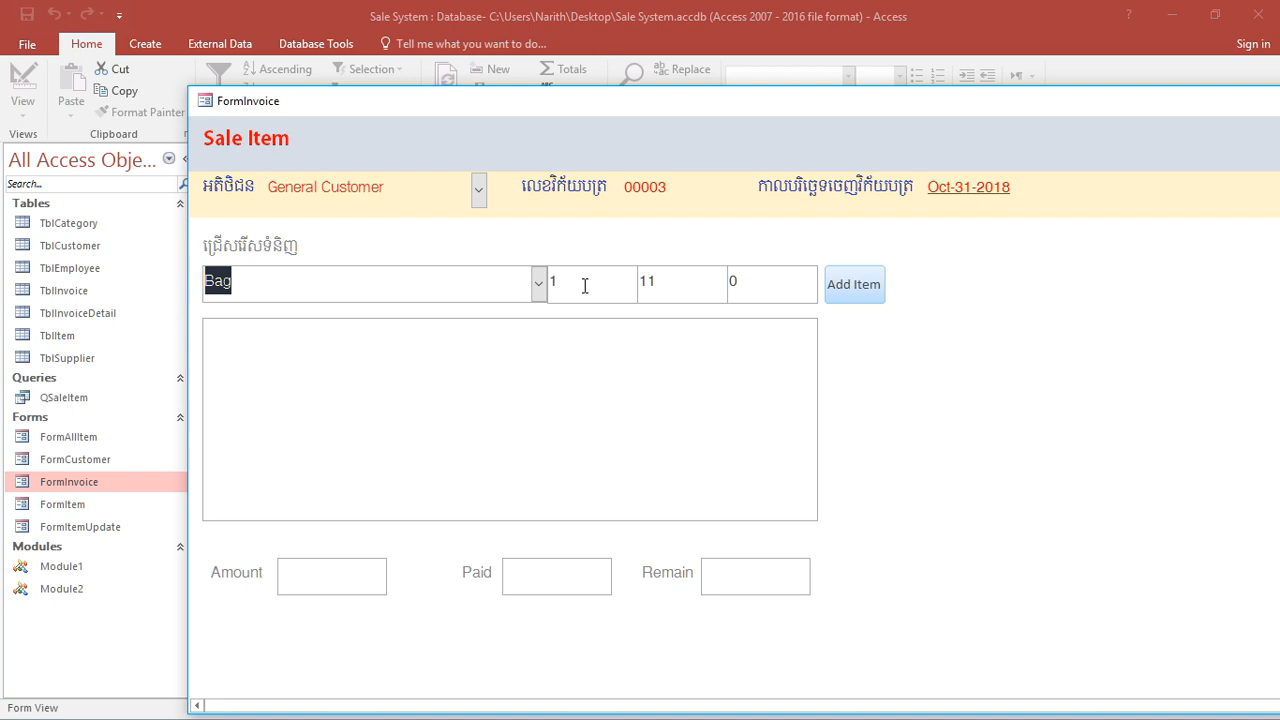 Sale System : Database- C:\Users\Narith\Desktop\Sale System.accdb (Access 2007 - 2016 file format) - Access
File Home Create External Data Database Tools Tell me what you want to do... Sign in
View
Views
Paste
Cut
Copy
Format Painter
Clipboard
Ascending
Selection
New
Totals
Replace
All Access Obje...
Search...
Tables
TblCategory
TblCustomer
TblEmployee
TblInvoice
TblInvoiceDetail
TblItem
TblSupplier
Queries
QSaleItem
Forms
FormAllItem
FormCustomer
FormInvoice
FormItem
FormItemUpdate
Modules
Module1
Module2
FormInvoice
Sale Item
អតិថិជន General Customer លេខវិក័យបត្រ 00003 កាលបរិច្ឆេទចេញវិក័យបត្រ Oct-31-2018
ជ្រើសរើសទំនិញ
Bag 1 11 0 Add Item
Amount Paid Remain
Form View